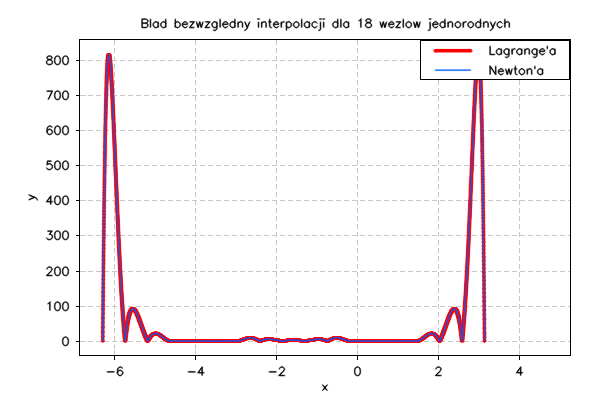 Blad bezwzgledny interpolacji dla 18 wezlow jednorodnych
Lagrange'a
Newton'a
800
700
600
500
400
300
200
100
0
y
−6 −4 −2 0 2 4
x